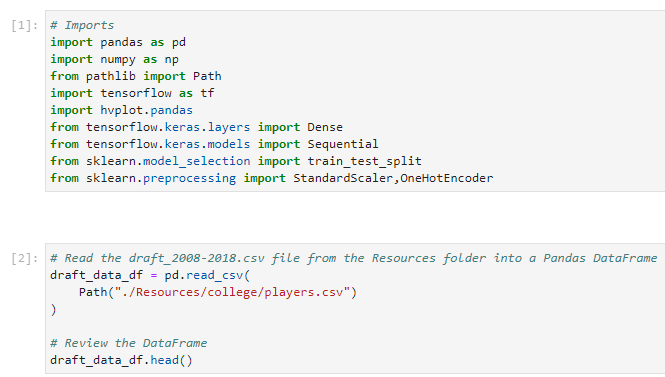 [1]: # Imports
import pandas as pd
import numpy as np
from pathlib import Path
import tensorflow as tf
import hvplot.pandas
from tensorflow.keras.layers import Dense
from tensorflow.keras.models import Sequential
from sklearn.model_selection import train_test_split
from sklearn.preprocessing import StandardScaler,OneHotEncoder
[2]: # Read the draft_2008-2018.csv file from the Resources folder into a Pandas DataFrame
draft_data_df = pd.read_csv(
    Path("./Resources/college/players.csv")
)
# Review the DataFrame
draft_data_df.head()